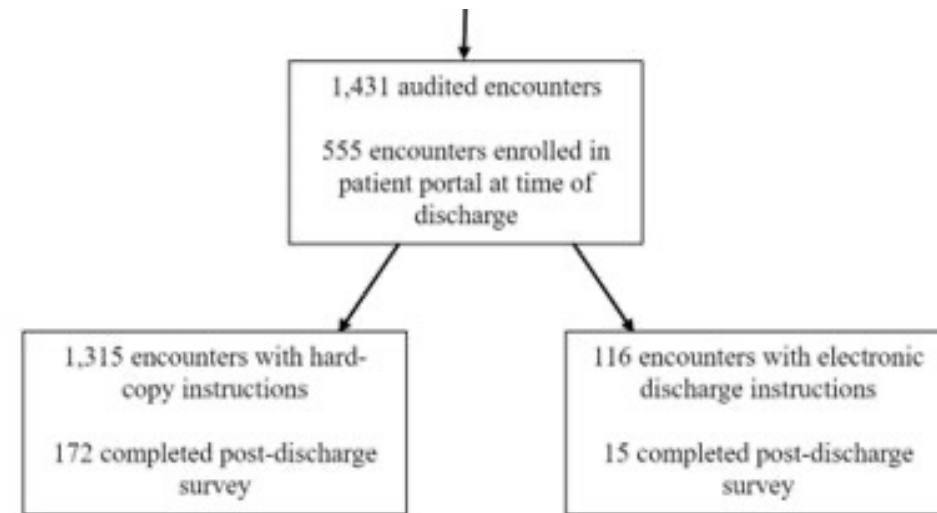 1,431 audited encounters
555 encounters enrolled in
patient portal at time of
discharge
1,315 encounters with hard-
copy instructions
172 completed post-discharge
survey
116 encounters with electronic
discharge instructions
15 completed post-discharge
survey